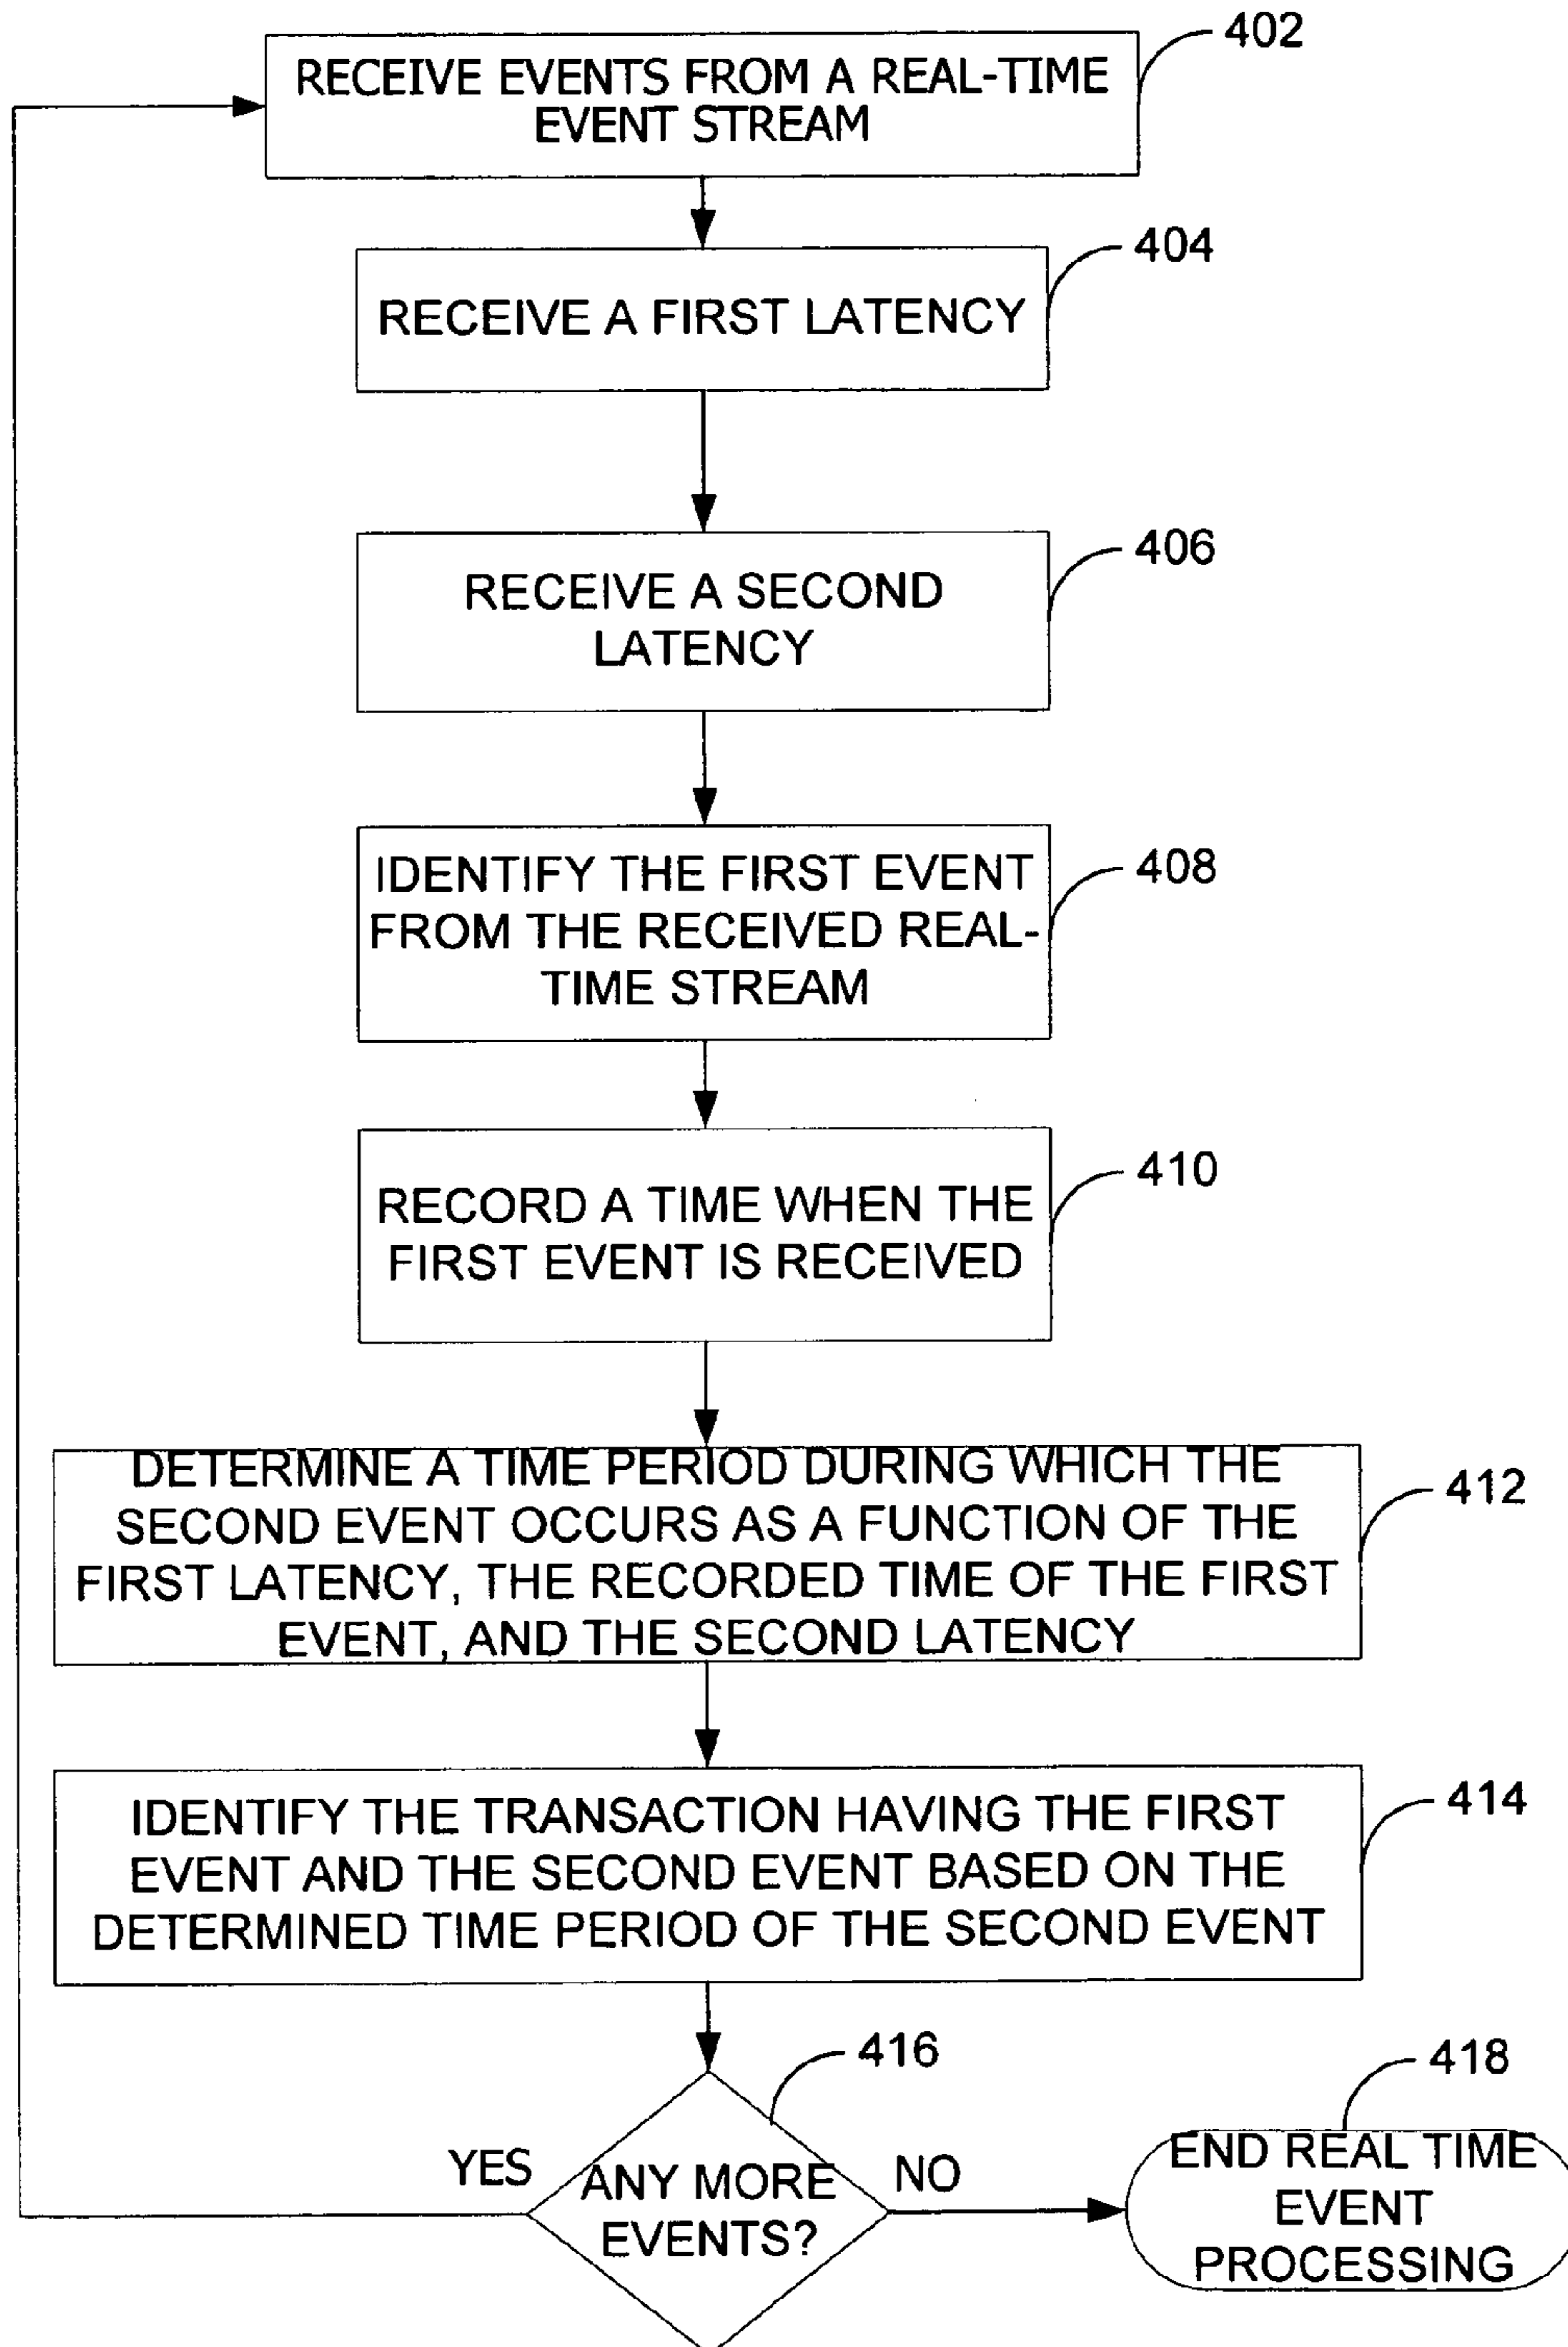 402
RECEIVE EVENTS FROM A REAL-TIME
EVENT STREAM
404
RECEIVE A FIRST LATENCY
406
RECEIVE A SECOND
LATENCY
408
IDENTIFY THE FIRST EVENT
FROM THE RECEIVED REAL-
TIME STREAM
410
RECORD A TIME WHEN THE
FIRST EVENT IS RECEIVED
412
DETERMINE A TIME PERIOD DURING WHICH THE
SECOND EVENT OCCURS AS A FUNCTION OF THE
FIRST LATENCY, THE RECORDED TIME OF THE FIRST
EVENT, AND THE SECOND LATENCY
414
IDENTIFY THE TRANSACTION HAVING THE FIRST
EVENT AND THE SECOND EVENT BASED ON THE
DETERMINED TIME PERIOD OF THE SECOND EVENT
416
YES
ANY MORE
EVENTS?
NO
418
END REAL TIME
EVENT
PROCESSING